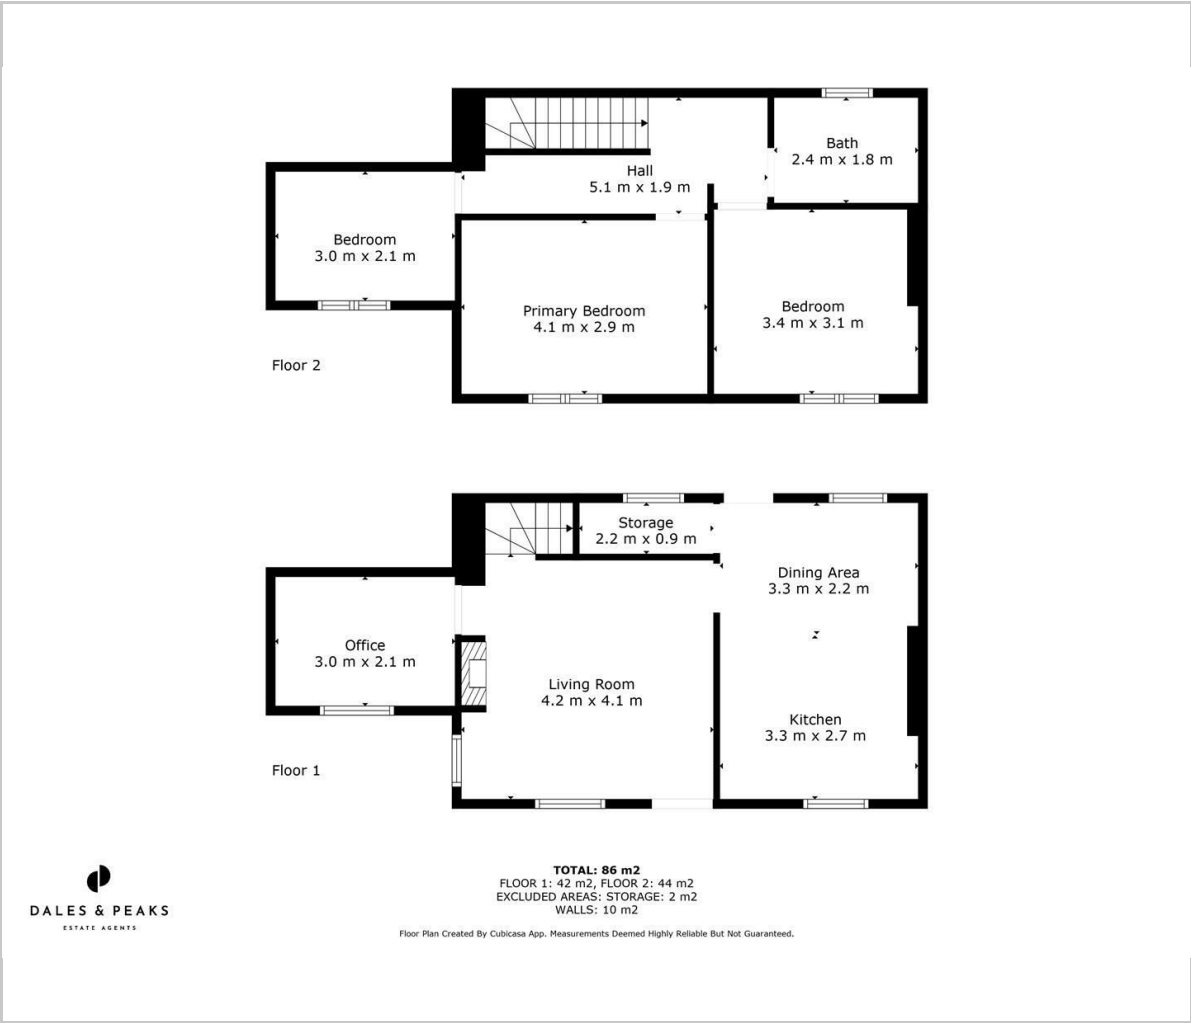 Bath
2.4 m x 1.8 m
Hall
5.1 m x 1.9 m
Bedroom
3.0 m x 2.1 m
Primary Bedroom
4.1 m x 2.9 m
Bedroom
3.4 m x 3.1 m
Floor 2
Storage
2.2 m x 0.9 m
Dining Area
3.3 m x 2.2 m
Office
3.0 m x 2.1 m
Living Room
4.2 m x 4.1 m
Kitchen
3.3 m x 2.7 m
Floor 1
TOTAL: 86 m2
FLOOR 1: 42 m2, FLOOR 2: 44 m2
EXCLUDED AREAS: STORAGE: 2 m2
WALLS: 10 m2
Floor Plan Created By Cubicasa App. Measurements Deemed Highly Reliable But Not Guaranteed.
DALES & PEAKS
ESTATE AGENTS